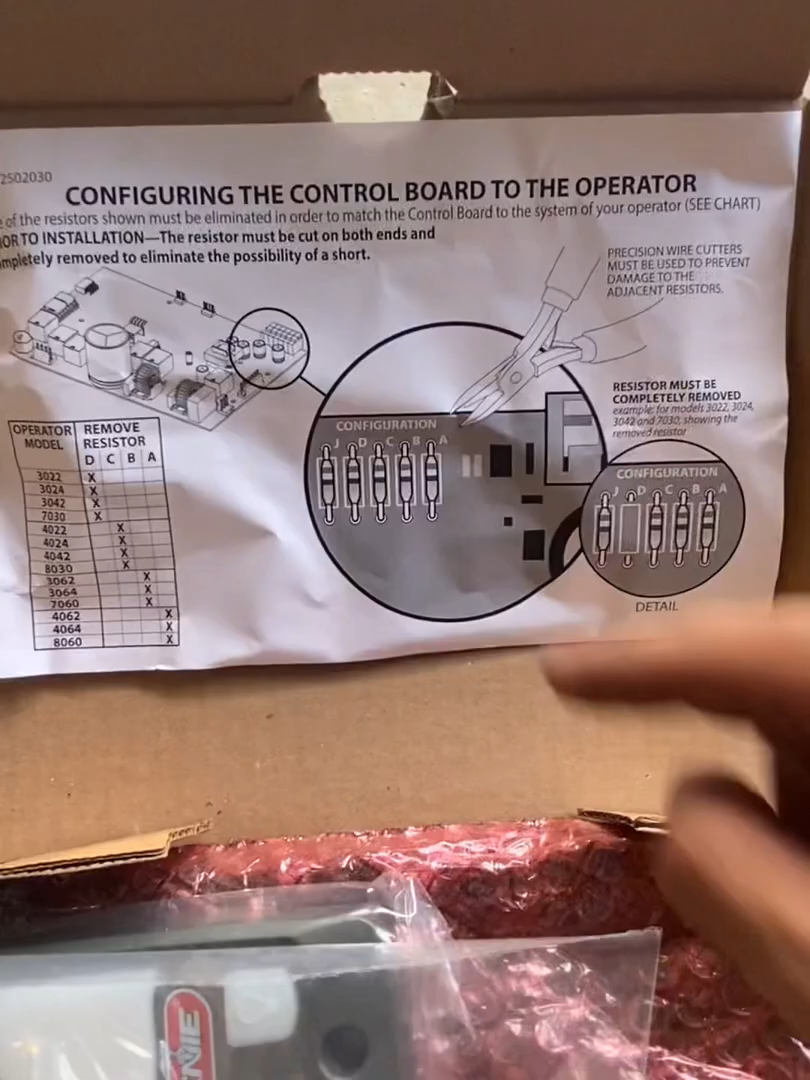 2502030
CONFIGURING THE CONTROL BOARD TO THE OPERATOR
of the resistors shown must be eliminated in order to match the Control Board to the system of your operator (SEE CHART)
OR TO INSTALLATION—The resistor must be cut on both ends and
mpletely removed to eliminate the possibility of a short.
PRECISION WIRE CUTTERS
MUST BE USED TO PREVENT
DAMAGE TO THE
ADJACENT RESISTORS.
RESISTOR MUST BE
COMPLETELY REMOVED
example: for models 3022, 3024,
3042 and 7030, showing the
removed resistor
CONFIGURATION
J D C B A
CONFIGURATION
J D C B A
DETAIL
OPERATOR MODEL REMOVE RESISTOR
D C B A
3022 X
3024 X
3042 X
7030 X
4022 X
4024 X
4042 X
8030 X
3062 X
3064 X
7060 X
4062 X
4064 X
8060 X
NIE